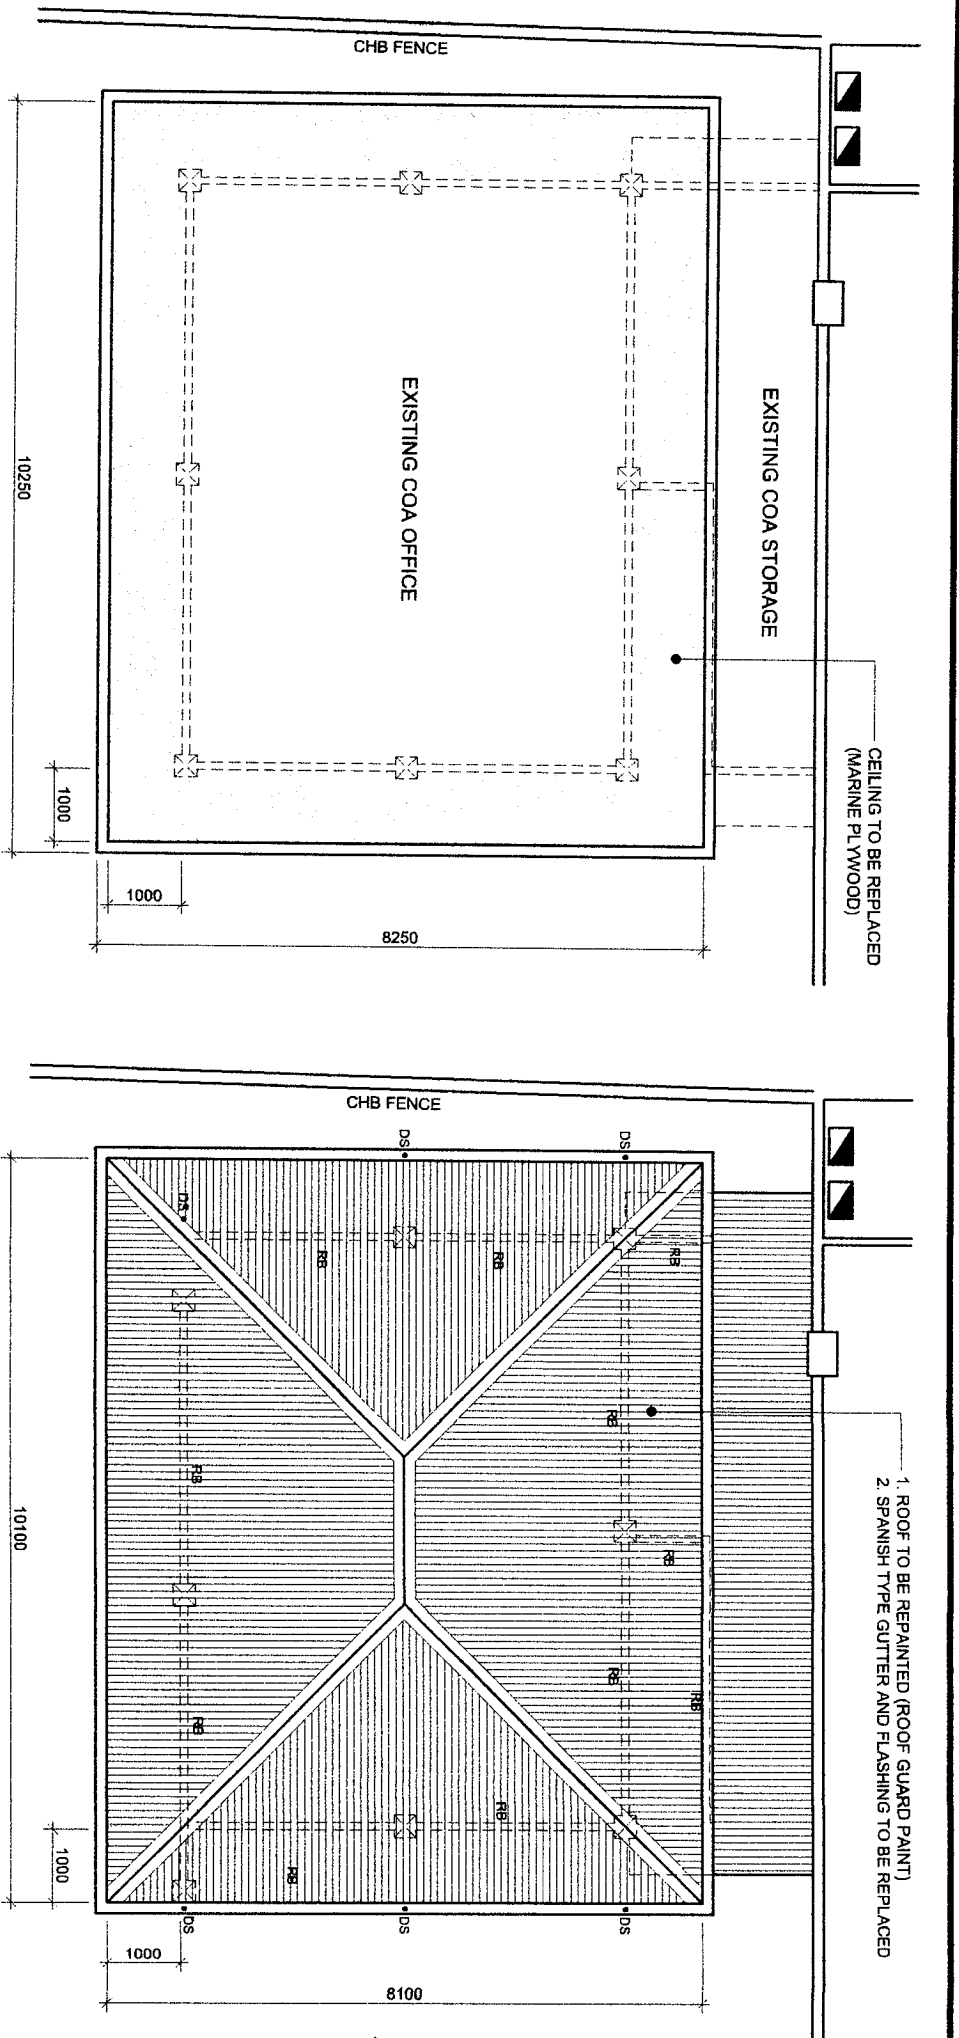 CHB FENCE
EXISTING COA OFFICE
EXISTING COA STORAGE
CEILING TO BE REPLACED
(MARINE PLYWOOD)
10250
1000
1000
8250
CHB FENCE
DS
DS
DS
RB
RB
RB
RB
RB
RB
RB
RB
RB
RB
RB
DS
DS
DS
1. ROOF TO BE REPAINTED (ROOF GUARD PAINT)
2. SPANISH TYPE GUTTER AND FLASHING TO BE REPLACED
10100
1000
1000
8100